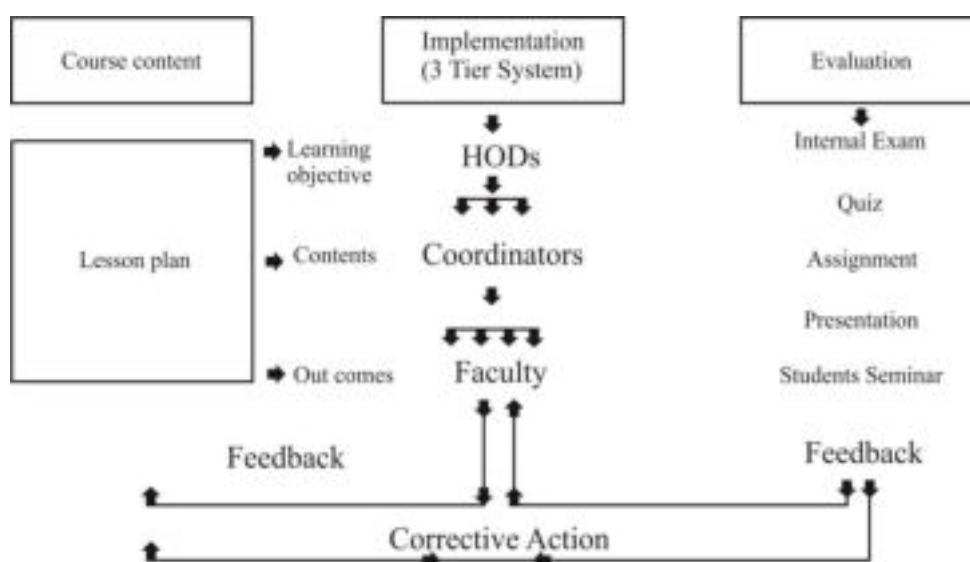 Course content
Implementation
(3 Tier System)
Evaluation
Learning
objective
HODs
Internal Exam
Quiz
Lesson plan
Contents
Coordinators
Assignment
Presentation
Out comes
Faculty
Students Seminar
Feedback
Feedback
Corrective Action